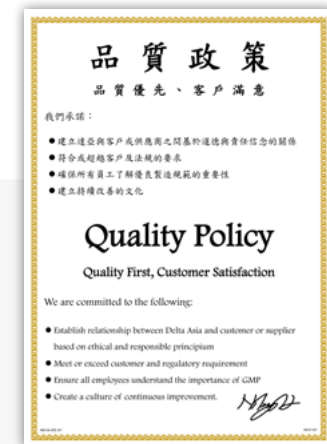 品質政策
品質優先、客戶滿意
我們承諾：
●建立達亞與客戶或供應商之間基於道德與責任信念的關係
●符合或超越客戶及法規的要求
●確保所有員工了解優良製造規範的重要性
●建立持續改善的文化
Quality Policy
Quality First, Customer Satisfaction
We are committed to the following:
● Establish relationship between Delta Asia and customer or supplier
based on ethical and responsible principium
● Meet or exceed customer and regulatory requirement
● Ensure all employees understand the importance of GMP
● Create a culture of continuous improvement.